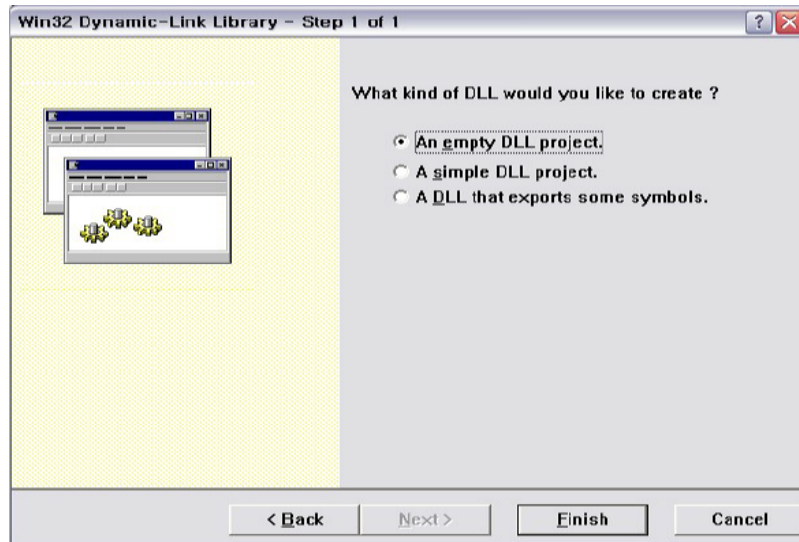 Win32 Dynamic-Link Library - Step 1 of 1
What kind of DLL would you like to create ?
An empty DLL project.
A simple DLL project.
A DLL that exports some symbols.
< Back
Next >
Finish
Cancel